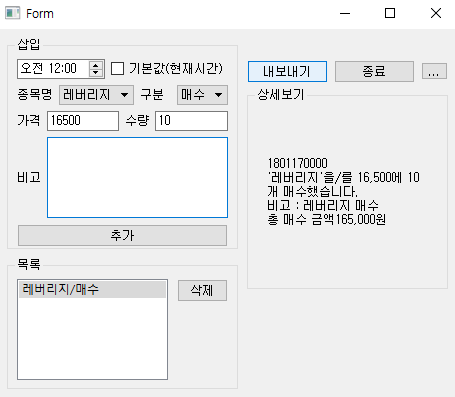 Form
삽입
오전 12:00 기본값(현재시간)
종목명 레버리지 구분 매수
가격 16500 수량 10
비고
추가
목록
레버리지/매수
삭제
내보내기 종료 ...
상세보기
1801170000
'레버리지'을/를 16,500에 10
개 매수했습니다.
비고 : 레버리지 매수
총 매수 금액165,000원